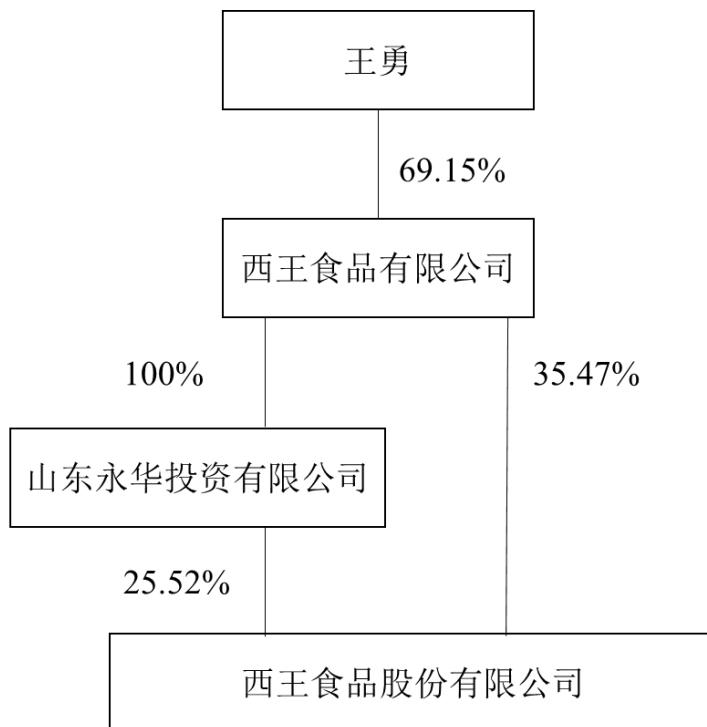 王勇
69.15%
西王食品有限公司
100%
35.47%
山东永华投资有限公司
25.52%
西王食品股份有限公司